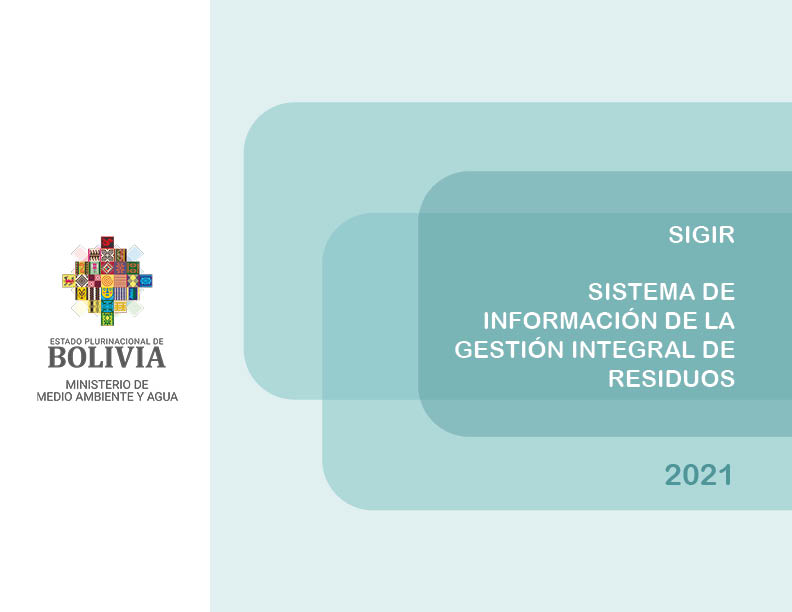 ESTADO PLURINACIONAL DE
BOLIVIA
MINISTERIO DE
MEDIO AMBIENTE Y AGUA
SIGIR
SISTEMA DE
INFORMACIÓN DE LA
GESTIÓN INTEGRAL DE
RESIDUOS
2021